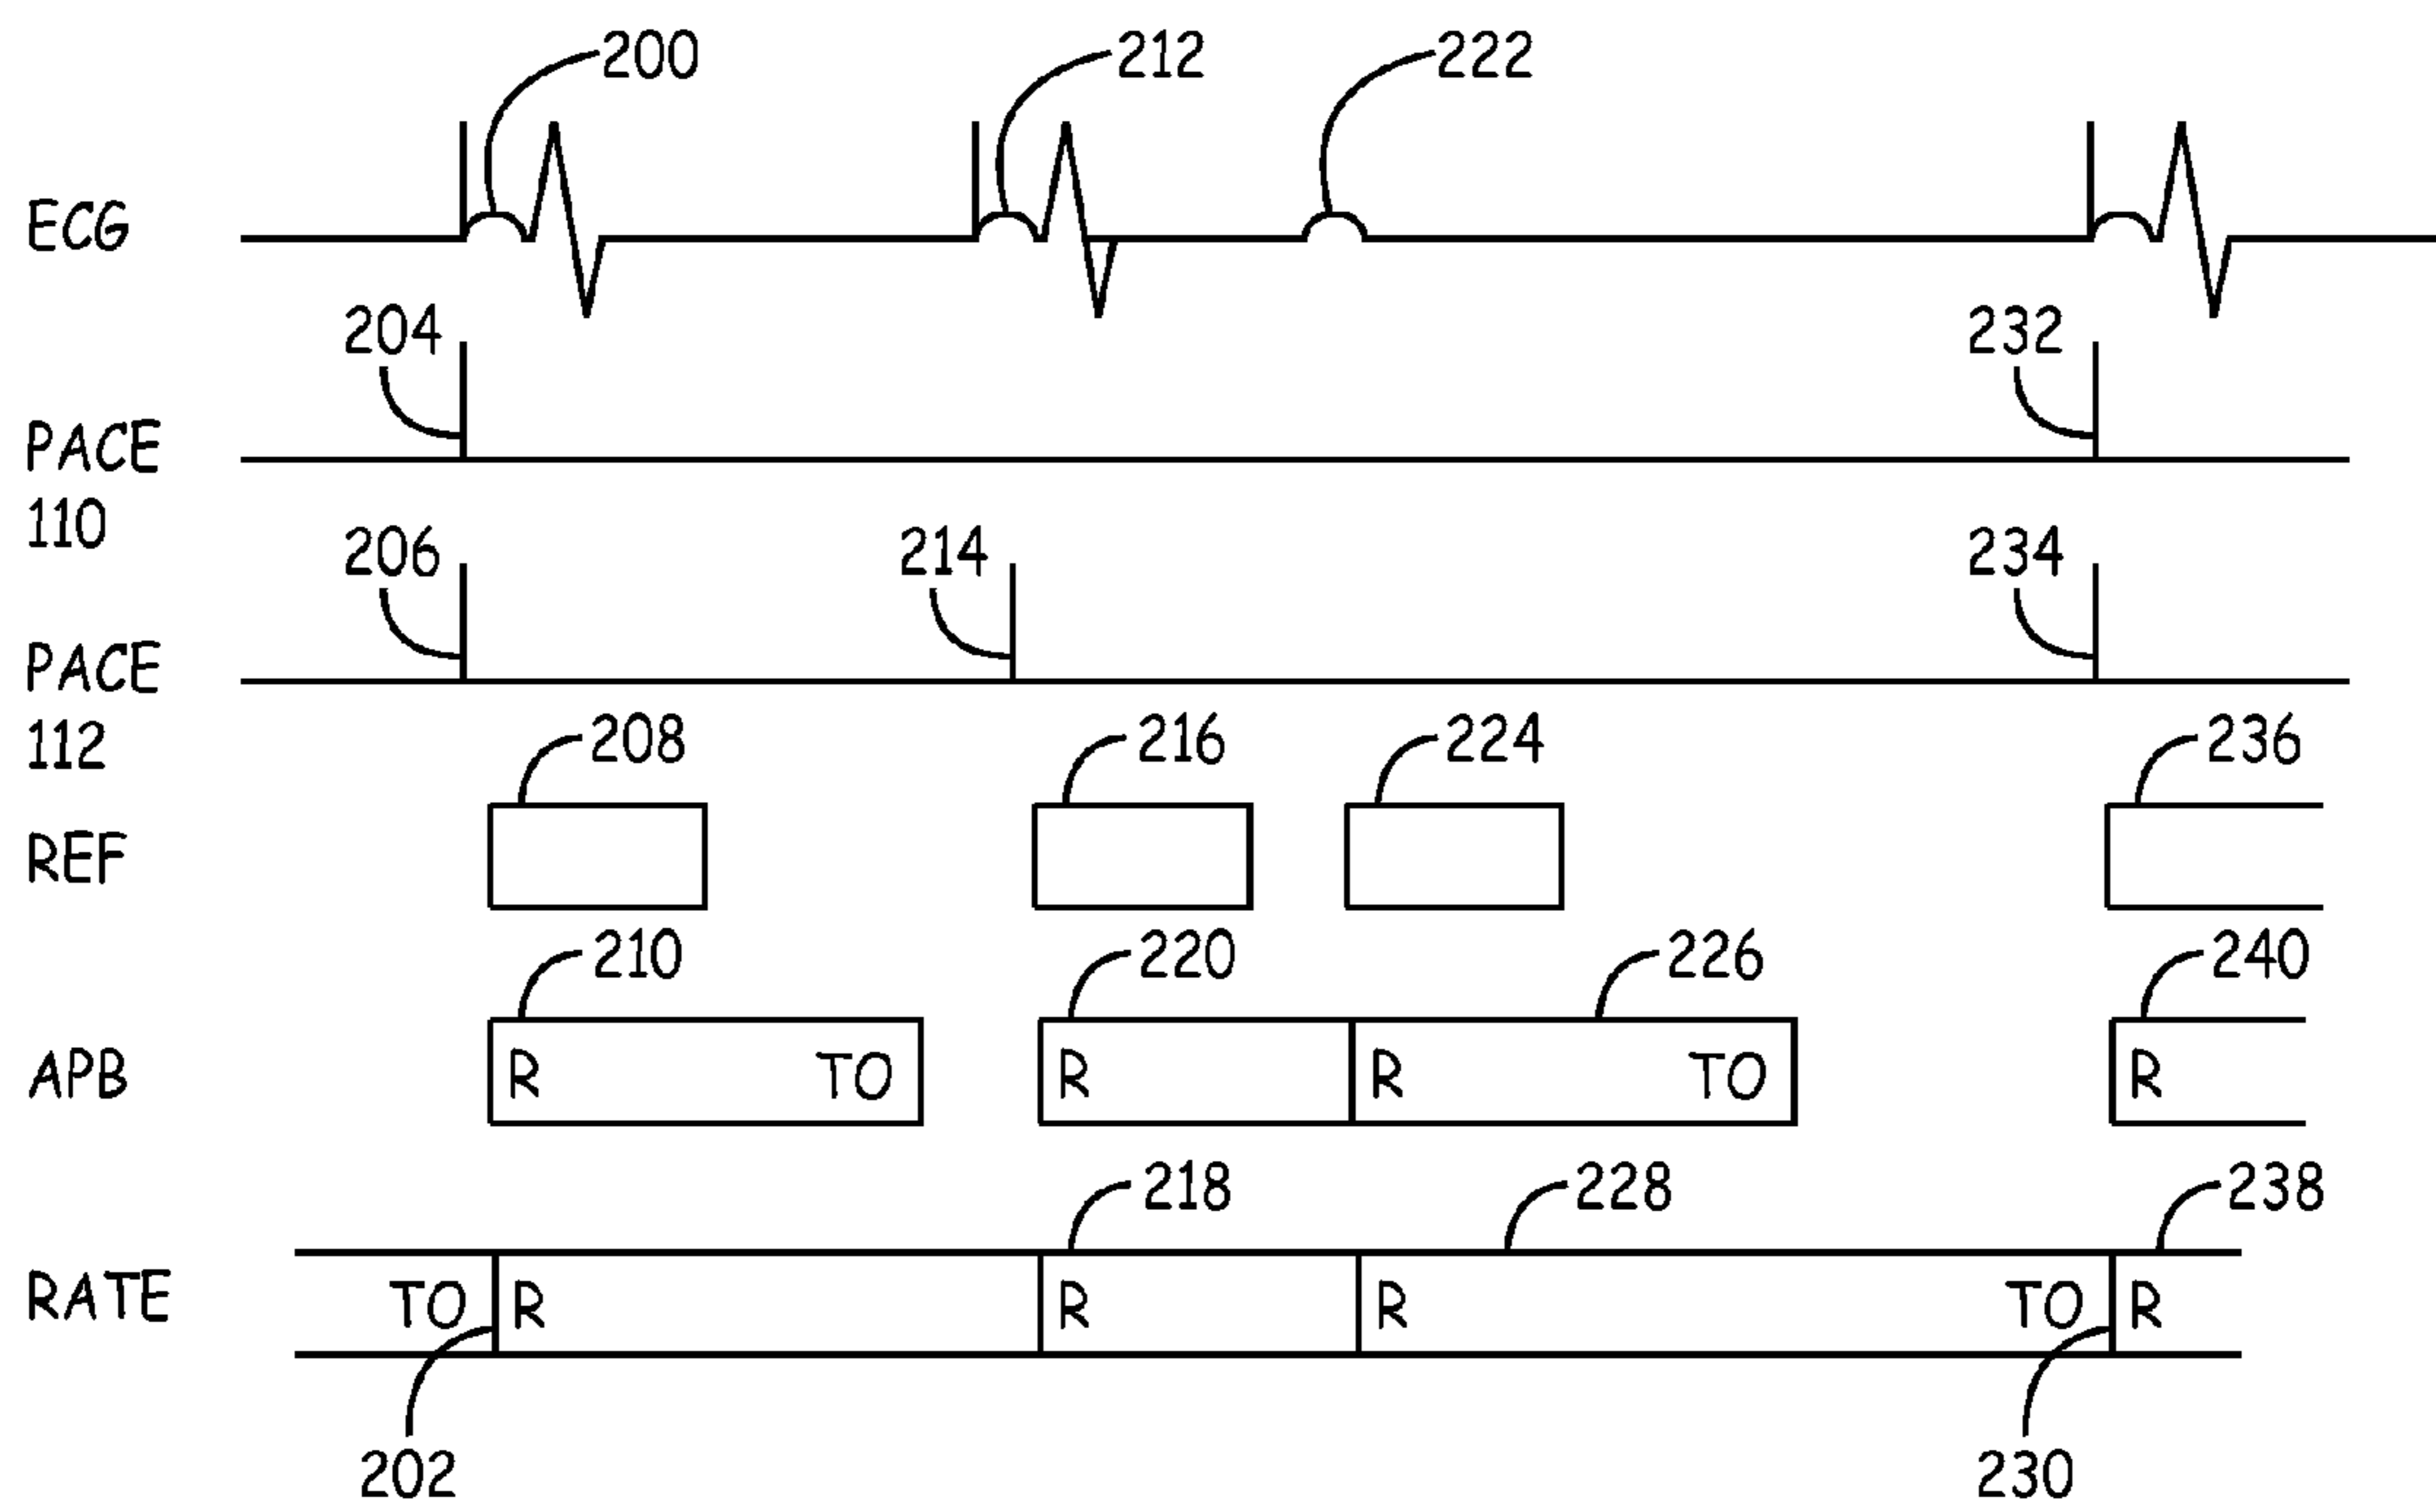 200 212 222
ECG
204 232
PACE
110
206 214 234
PACE
112
208 216 224 236
REF
210 220 226 240
APB R TO R R TO R
218 228 238
RATE TO R R R TO R
202 230